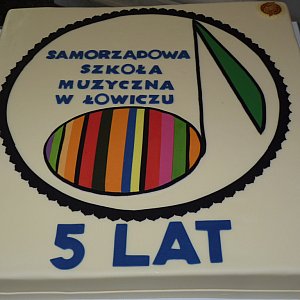 SAMORZĄDOWA
SZKOŁA
MUZYCZNA
W ŁOWICZU
5 LAT